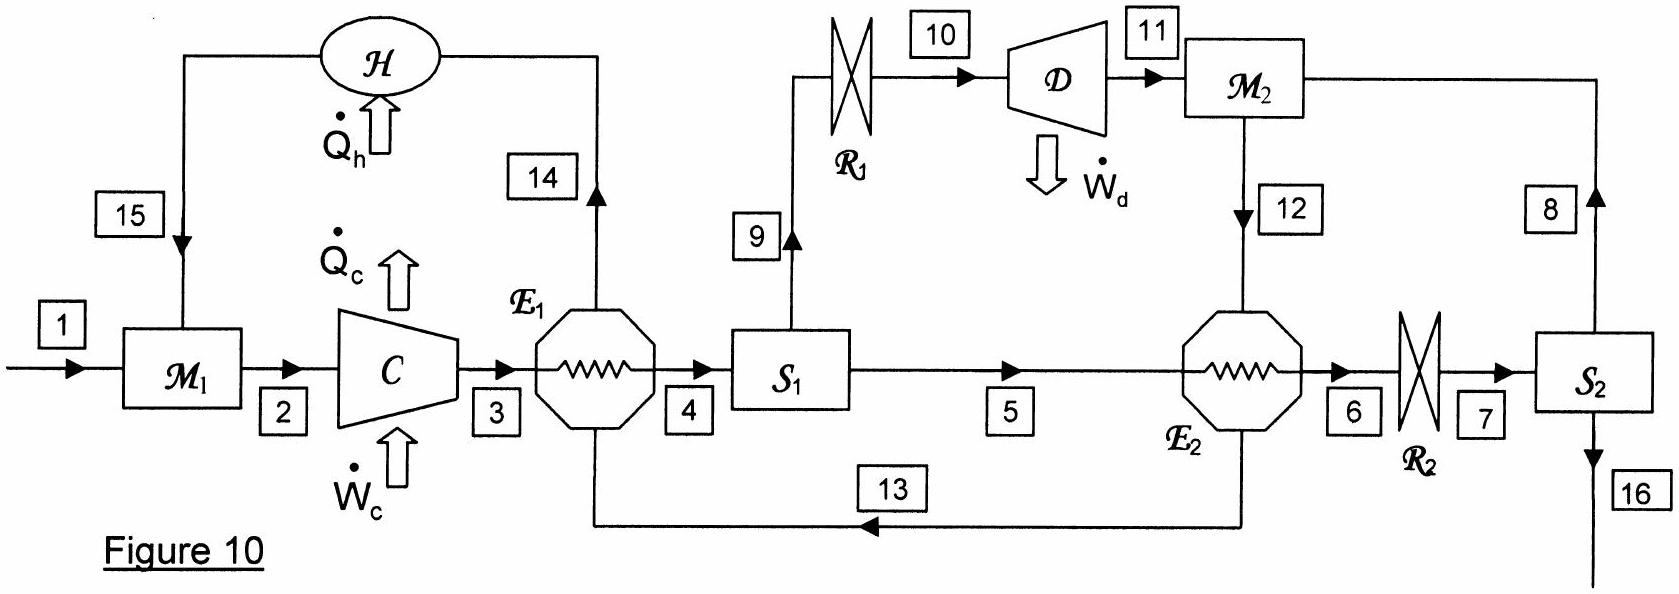 10
11
H
D
M₂
Q̇h
R₁
Ẇd
14
15
12
8
9
Q̇c
E₁
1
M₁
C
S₁
S₂
2
3
4
5
6
7
E₂
R₂
13
Ẇc
16
Figure 10